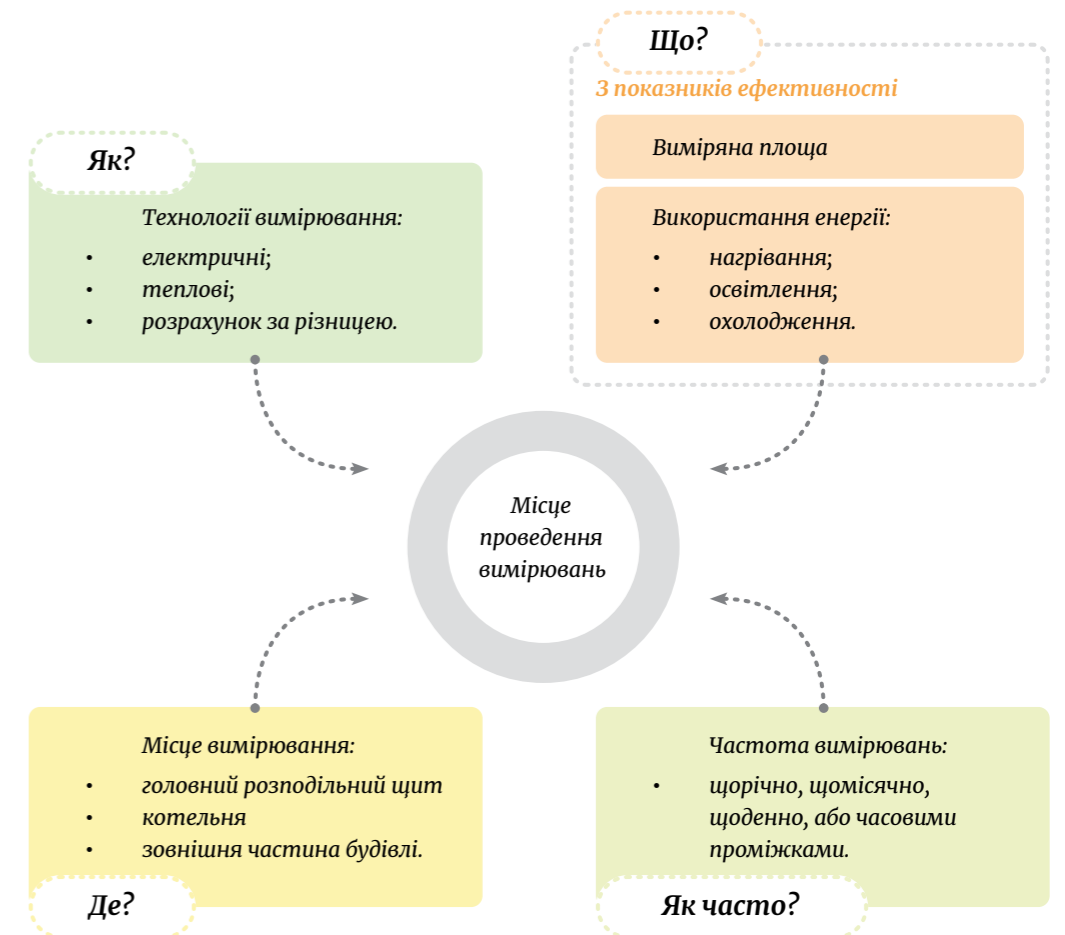 Що?
З показників ефективності
Виміряна площа
Використання енергії:
• нагрівання;
• освітлення;
• охолодження.
Як?
Технології вимірювання:
• електричні;
• теплові;
• розрахунок за різницею.
Місце
проведення
вимірювань
Місце вимірювання:
• головний розподільний щит
• котельня
• зовнішня частина будівлі.
Де?
Частота вимірювань:
• щорічно, щомісячно,
щоденно, або часовими
проміжками.
Як часто?